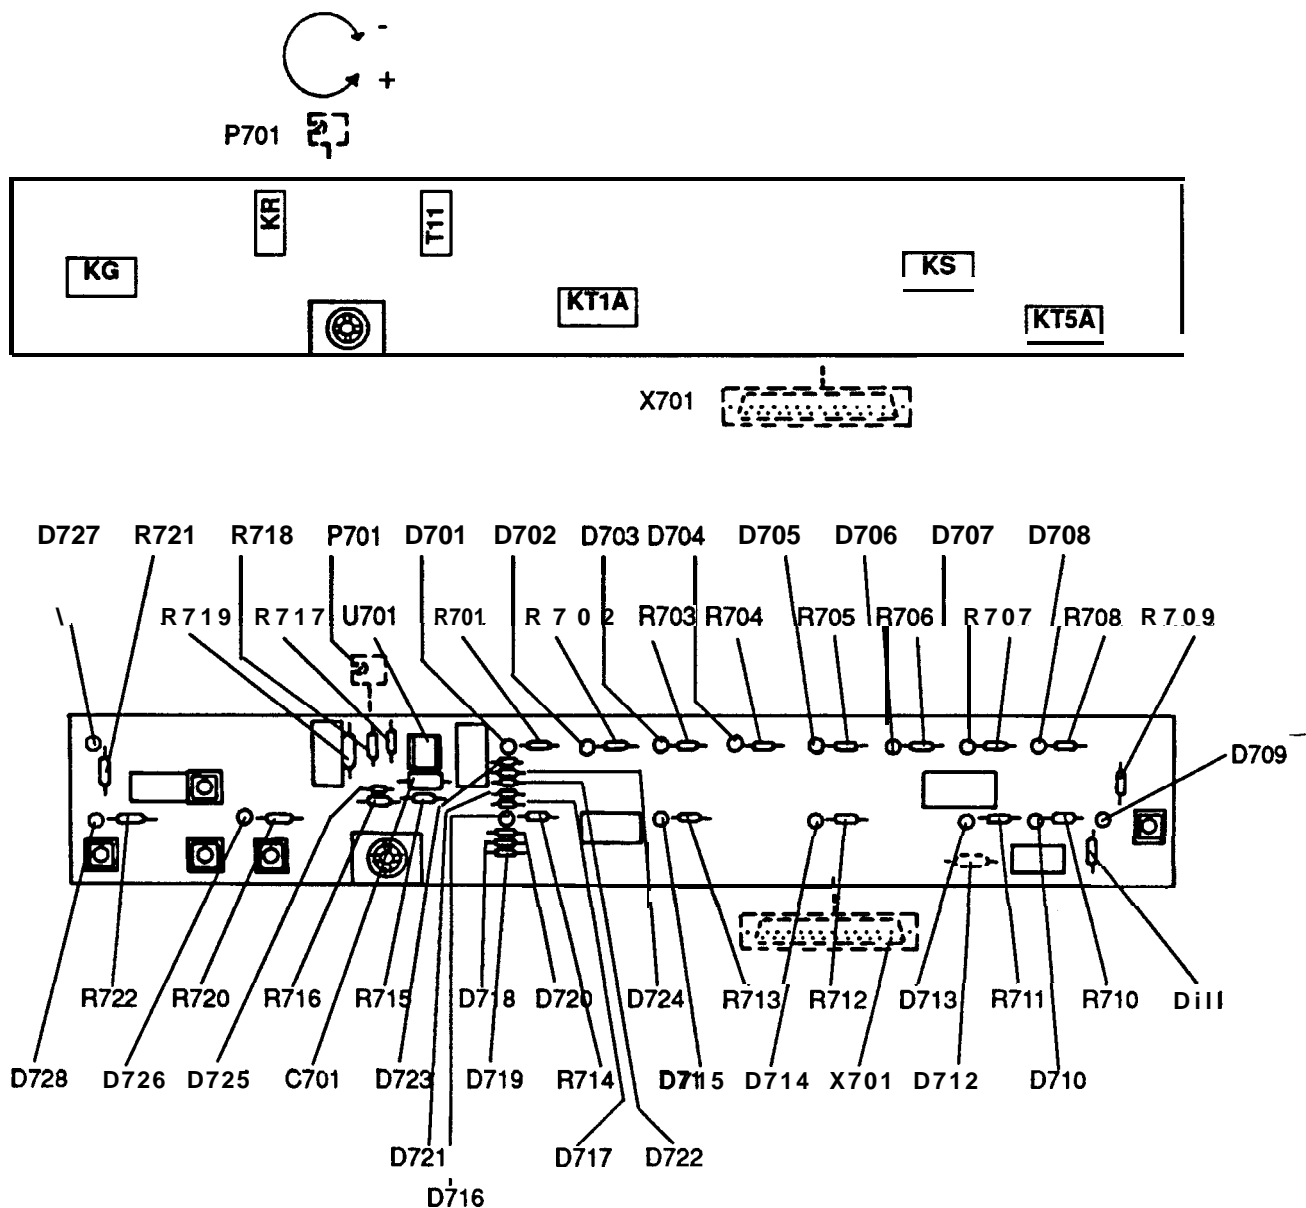 -
+
P701
KR
T11
KG
KS
KT1A
KT5A
X701
D727 R721 R718 P701 D701 D702 D703 D704 D705 D706 D707 D708
\ R719 R717 U701 R701 R702 R703 R704 R705 R706 R707 R708 R709
D709
R722 R720 R716 R715 D718 D720 D724 R713 R712 D713 R711 R710 Dill
D728 D726 D725 C701 D723 D719 R714 D715 D714 X701 D712 D710
D721 D717 D722
D716